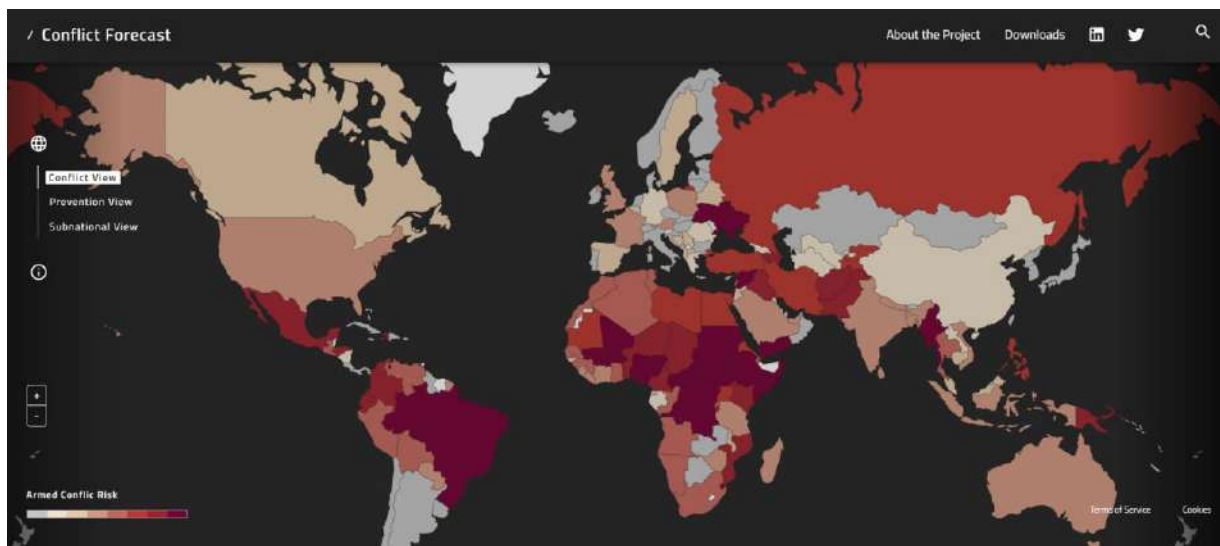 / Conflict Forecast
About the Project Downloads
Conflict View
Prevention View
Subnational View
+
-
Armed Conflic Risk
Terms of Service Cookies